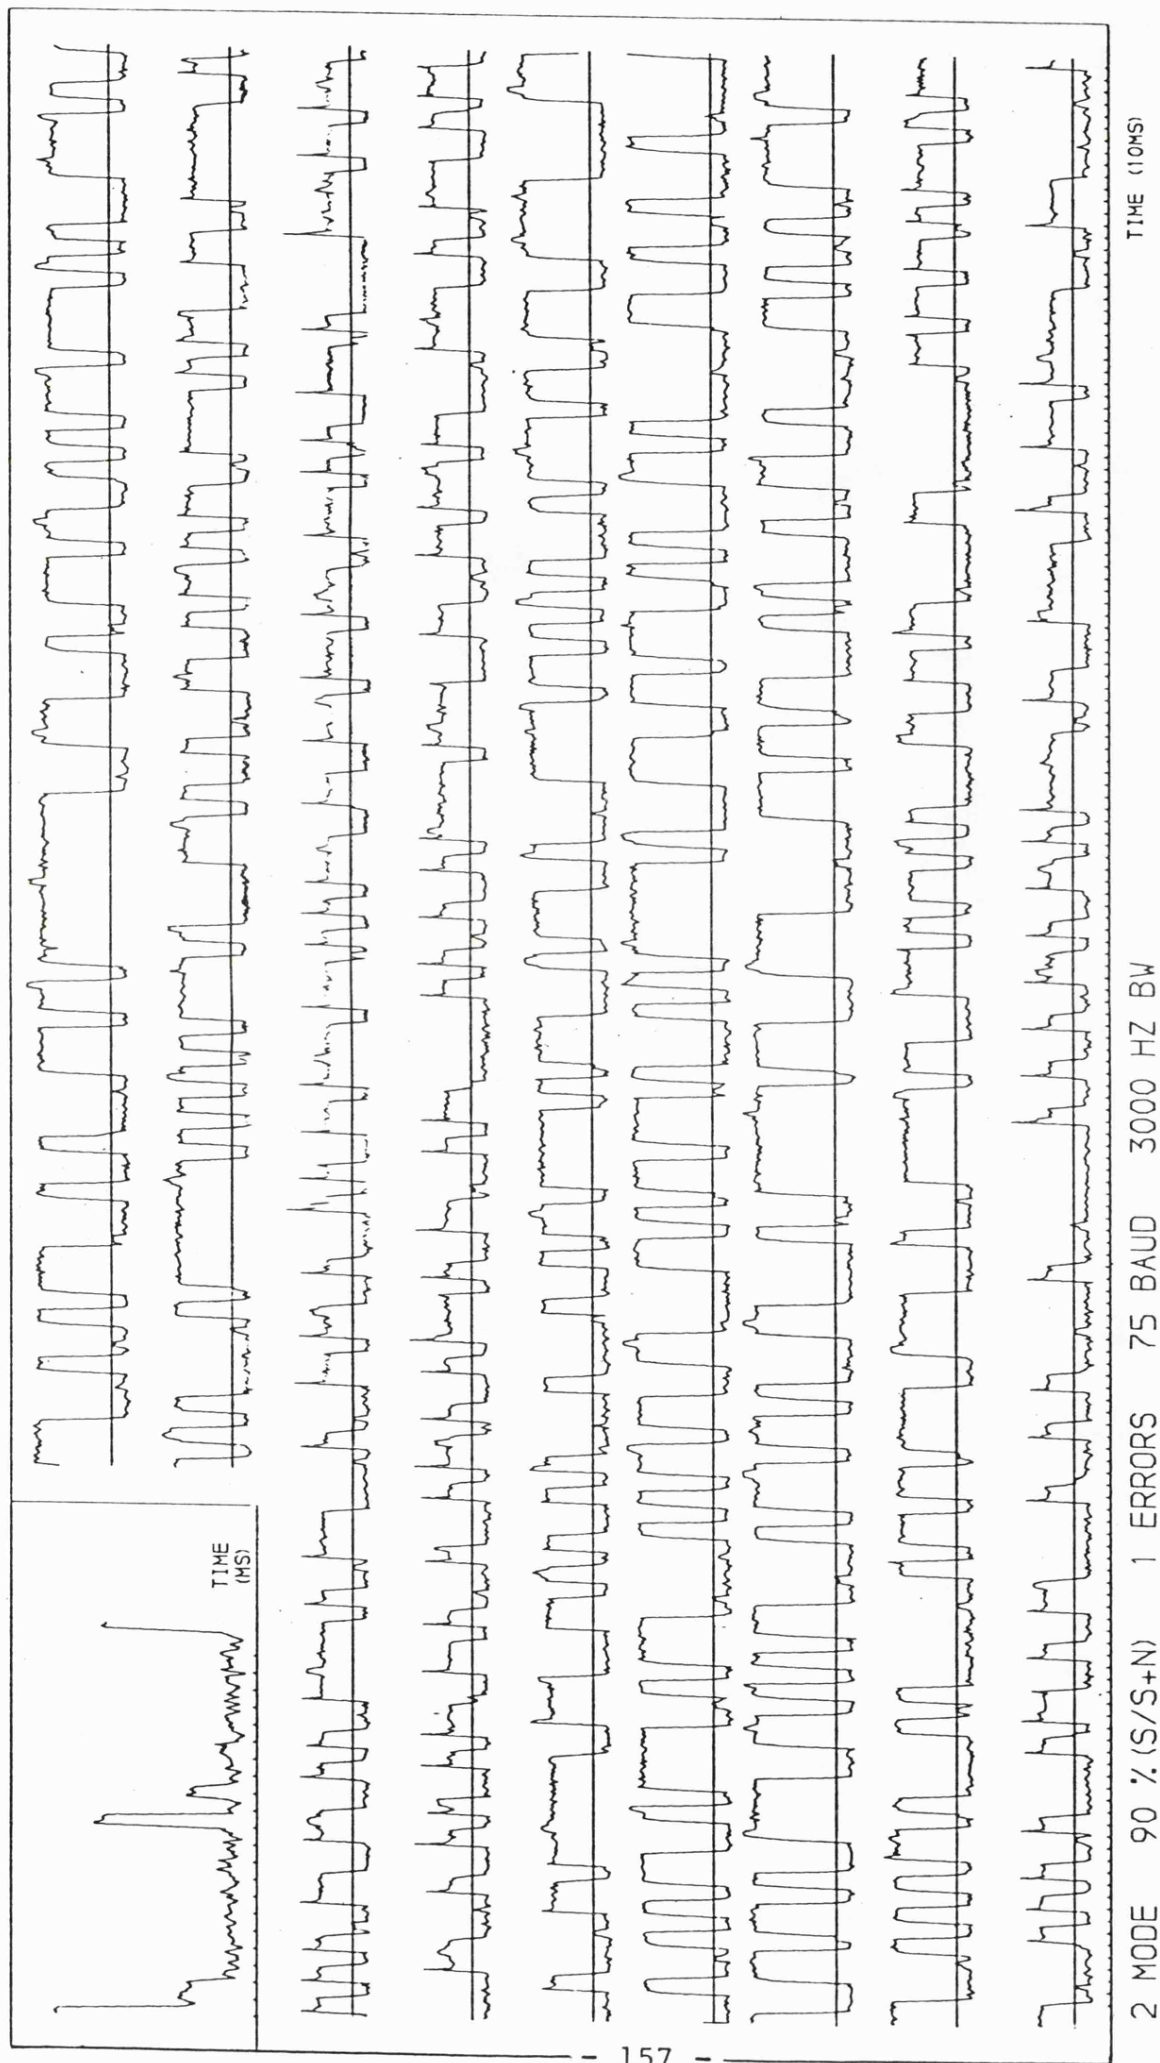 TIME
(MS)
TIME (10MS)
2 MODE 90 %(S/S+N) 1 ERRORS 75 BAUD 3000 HZ BW
- 157 -